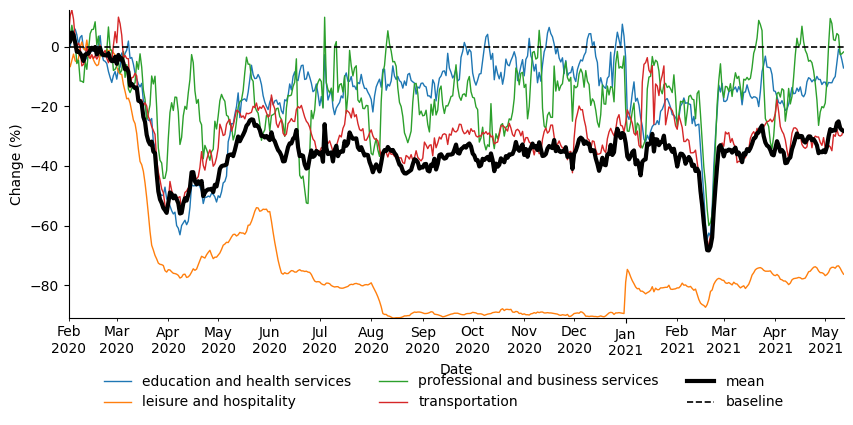 Change (%)
0
−20
−40
−60
−80
Feb Mar Apr May Jun Jul Aug Sep Oct Nov Dec Jan Feb Mar Apr May
2020 2020 2020 2020 2020 2020 2020 2020 2020 2020 2020 2021 2021 2021 2021 2021
Date
education and health services professional and business services mean
leisure and hospitality transportation baseline